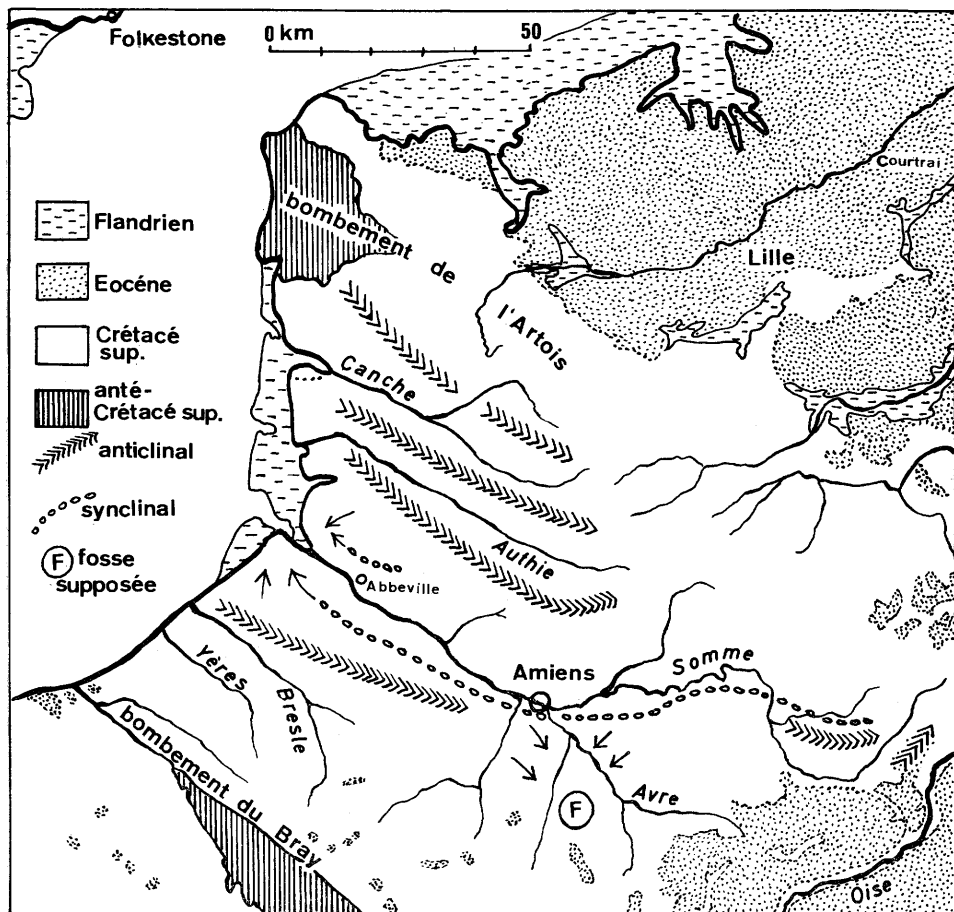 Folkestone
0 km 50
Courtrai
bombement de l'Artois
Lille
Flandrien
Eocéne
Crétacé
sup.
anté-
Crétacé sup.
anticlinal
synclinal
F fosse
supposée
Canche
Authie
Abbeville
Amiens
Somme
Yères
Bresle
bombement du Bray
Avre
F
Oise